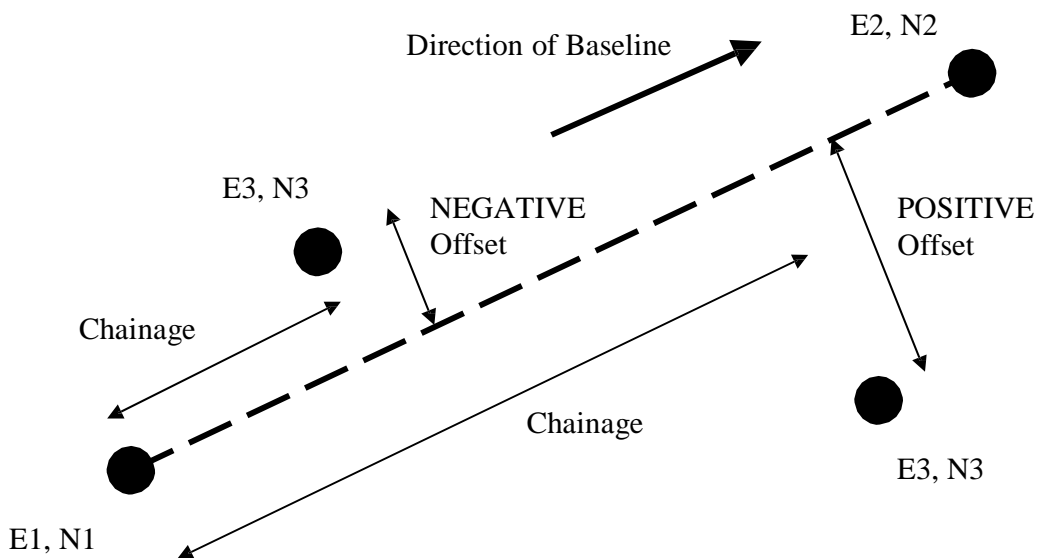 E2, N2
Direction of Baseline
E3, N3
NEGATIVE
Offset
POSITIVE
Offset
Chainage
Chainage
E3, N3
E1, N1